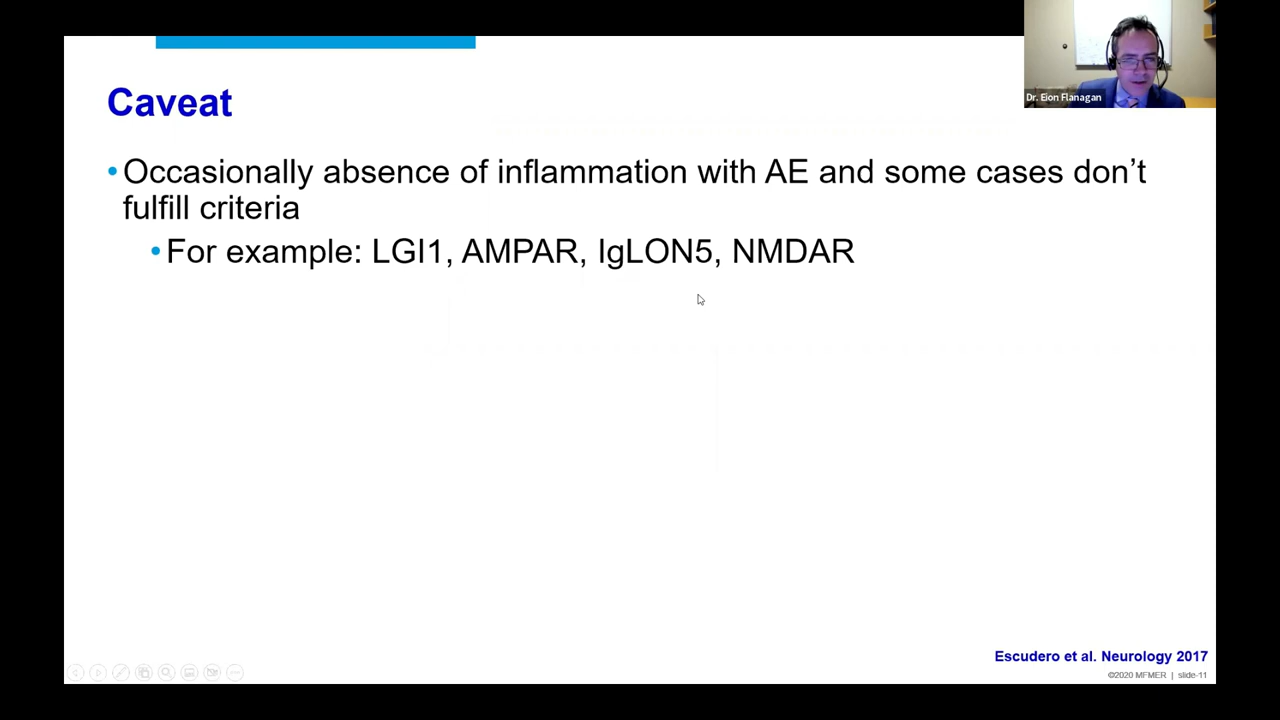 Dr. Eion Flanagan
Caveat
•Occasionally absence of inflammation with AE and some cases don’t
fulfill criteria
•For example: LGI1, AMPAR, IgLON5, NMDAR
Escudero et al. Neurology 2017
©2020 MFMER | slide-11